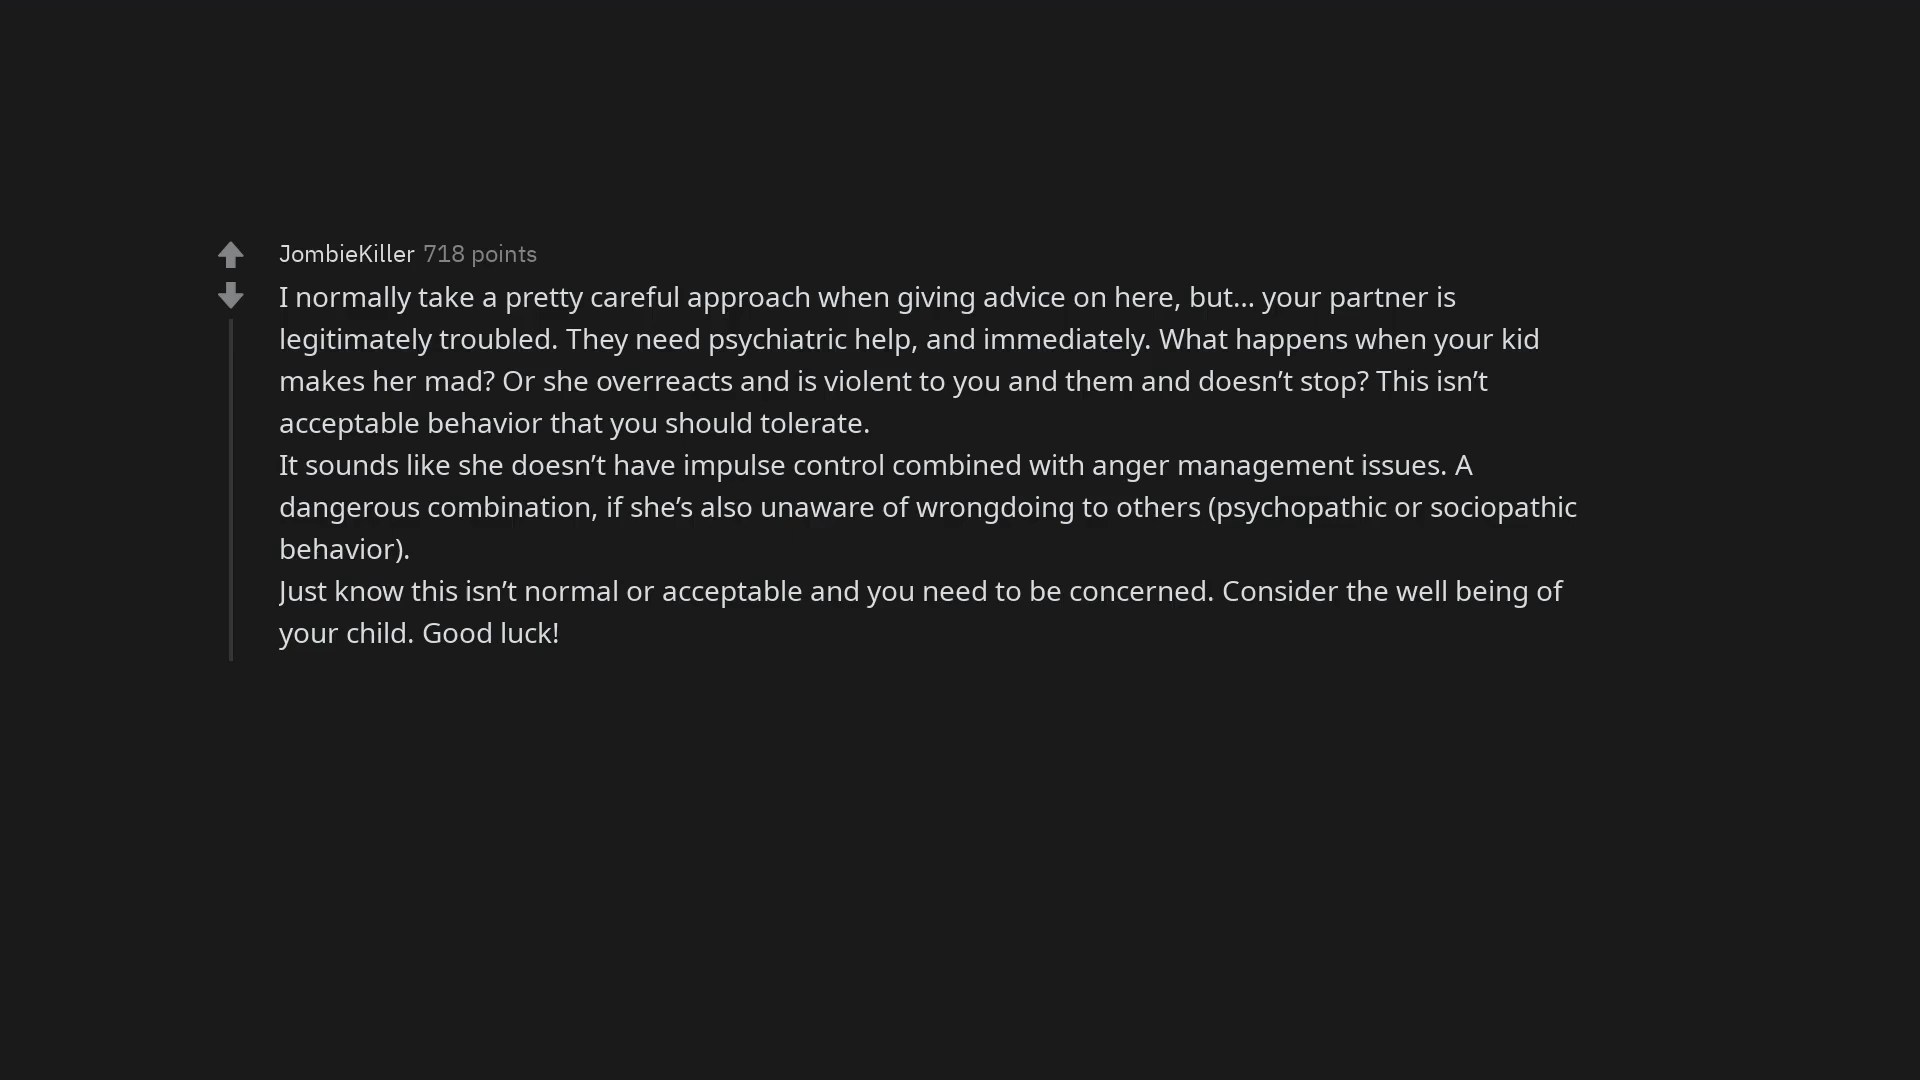 JombieKiller 718 points
I normally take a pretty careful approach when giving advice on here, but... your partner is
legitimately troubled. They need psychiatric help, and immediately. What happens when your kid
makes her mad? Or she overreacts and is violent to you and them and doesn’t stop? This isn’t
acceptable behavior that you should tolerate.
It sounds like she doesn’t have impulse control combined with anger management issues. A
dangerous combination, if she’s also unaware of wrongdoing to others (psychopathic or sociopathic
behavior).
Just know this isn’t normal or acceptable and you need to be concerned. Consider the well being of
your child. Good luck!